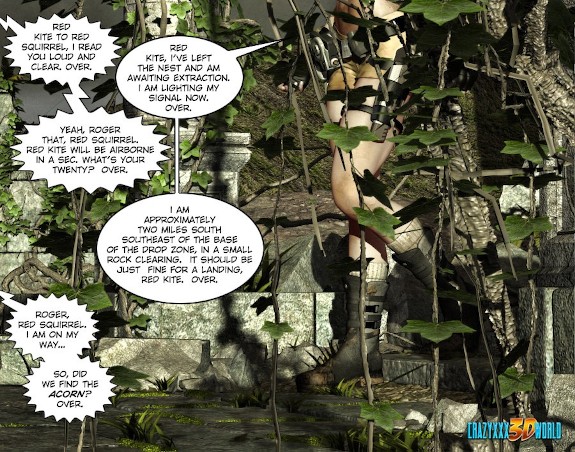 RED
KITE TO RED
SQUIRREL, I READ
YOU LOUD AND
CLEAR. OVER.
RED
KITE, I'VE LEFT
THE NEST AND AM
AWAITING EXTRACTION.
I AM LIGHTING MY
SIGNAL NOW.
OVER.
YEAH, ROGER
THAT, RED SQUIRREL.
RED KITE WILL BE AIRBORNE
IN A SEC. WHAT'S YOUR
TWENTY? OVER.
I AM
APPROXIMATELY
TWO MILES SOUTH
SOUTHEAST OF THE BASE
OF THE DROP ZONE, IN A SMALL
ROCK CLEARING. IT SHOULD BE
JUST FINE FOR A LANDING,
RED KITE. OVER.
ROGER,
RED SQUIRREL.
I AM ON MY
WAY...
SO, DID
WE FIND THE
ACORN?
OVER.
CRAZYXXX3DWORLD